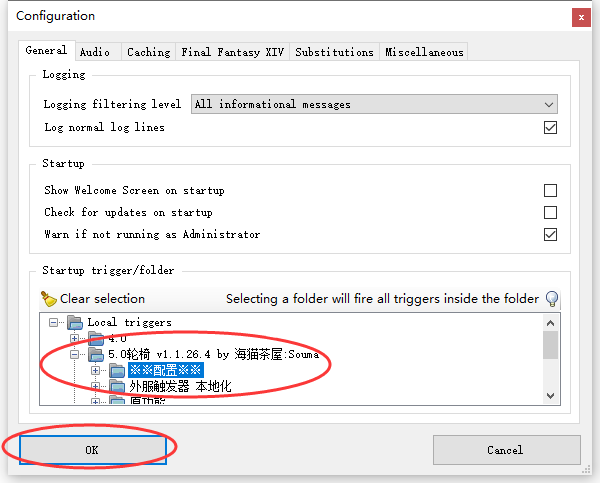 Configuration
General Audio Caching Final Fantasy XIV Substitutions Miscellaneous
Logging
Logging filtering level All informational messages
Log normal log lines
Startup
Show Welcome Screen on startup
Check for updates on startup
Warn if not running as Administrator
Startup trigger/folder
Clear selection Selecting a folder will fire all triggers inside the folder
Local triggers
4.0
5.0轮椅 v1.1.26.4 by 海猫茶屋:Souma
※※配置※※
外服触发器 本地化
原功能
OK Cancel